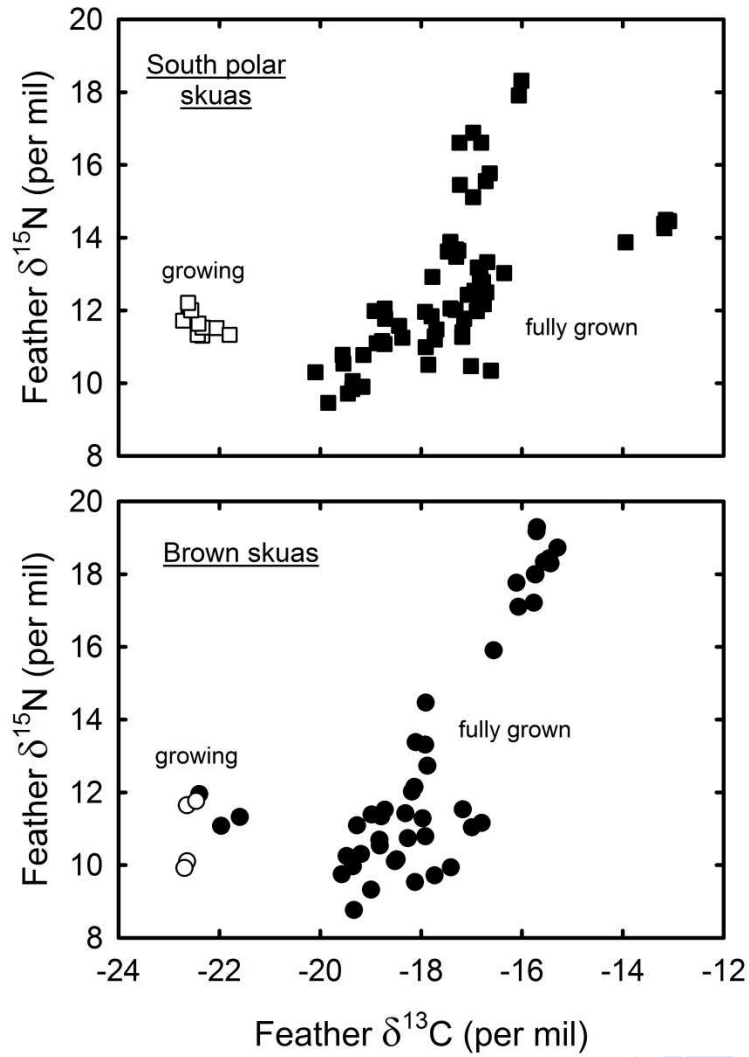 20
18
16
14
12
10
8
Feather δ15N (per mil)
South polar
skuas
growing
fully grown
20
18
16
14
12
10
8
Feather δ15N (per mil)
Brown skuas
growing
fully grown
-24 -22 -20 -18 -16 -14 -12
Feather δ13C (per mil)